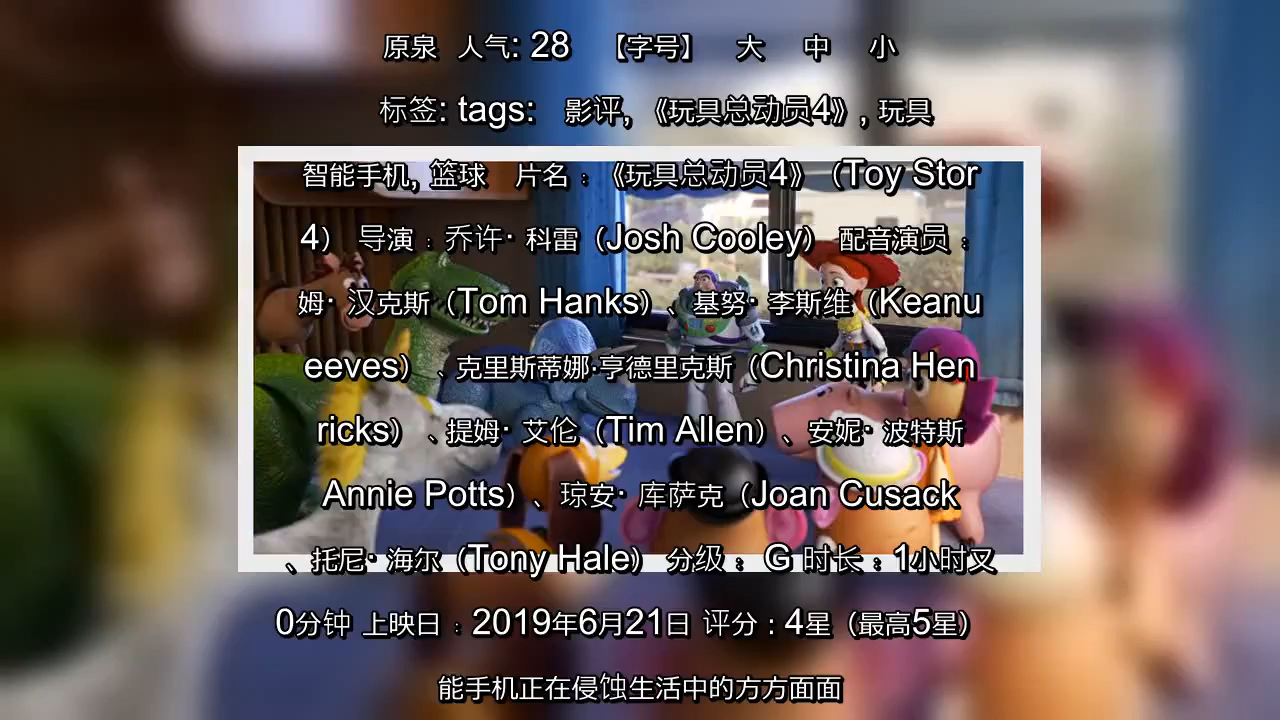 原泉 人气: 28 【字号】 大 中 小
标签: tags: 影评, 《玩具总动员4》, 玩具
智能手机, 篮球 片名：《玩具总动员4》（Toy Stor
4） 导演：乔许· 科雷（Josh Cooley） 配音演员：
姆· 汉克斯（Tom Hanks）、基努· 李斯维（Keanu
eeves）、克里斯蒂娜·亨德里克斯（Christina Hen
ricks）、提姆· 艾伦（Tim Allen）、安妮· 波特斯
Annie Potts）、琼安· 库萨克（Joan Cusack
、托尼· 海尔（Tony Hale） 分级： G 时长：1小时又
0分钟 上映日：2019年6月21日 评分：4星（最高5星）
能手机正在侵蚀生活中的方方面面